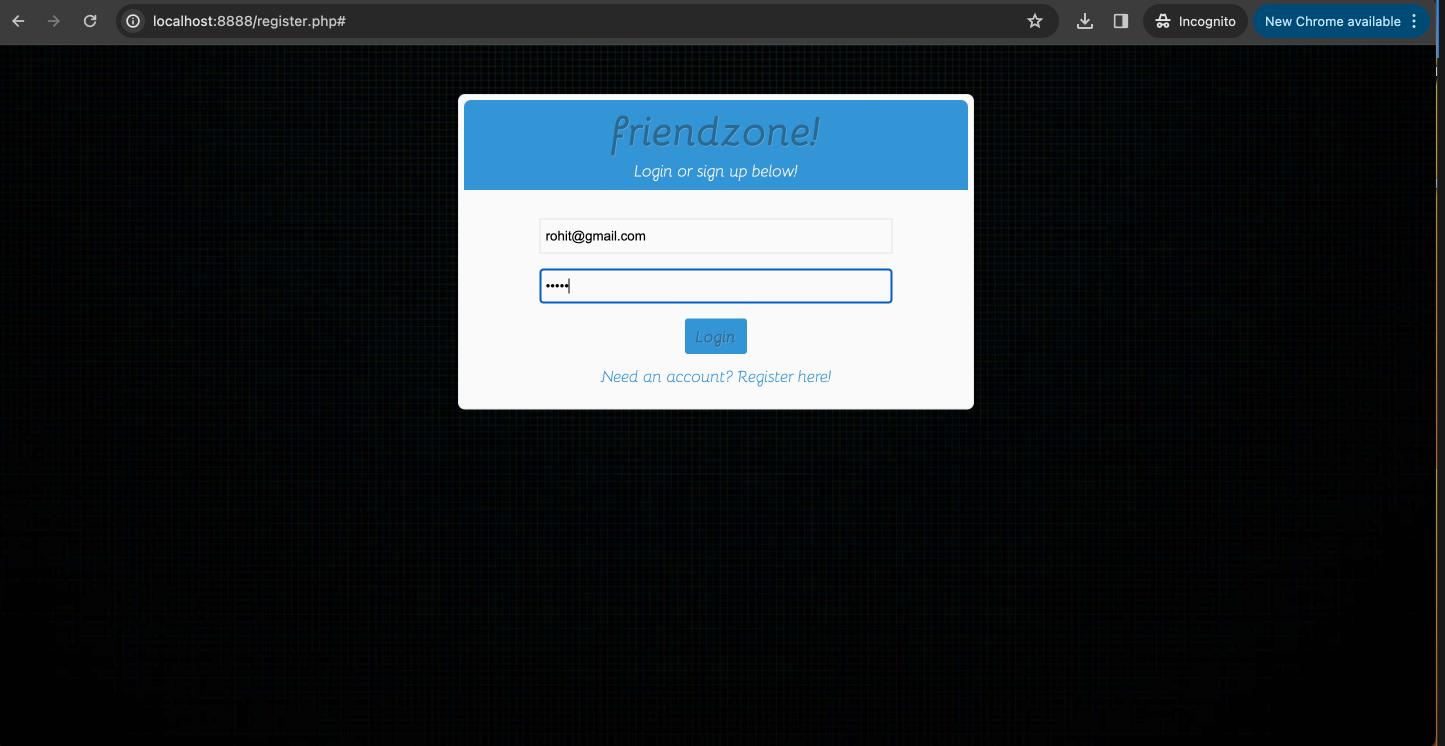 localhost:8888/register.php#
Incognito
New Chrome available
friendzone!
Login or sign up below!
rohit@gmail.com
•••••
Login
Need an account? Register here!